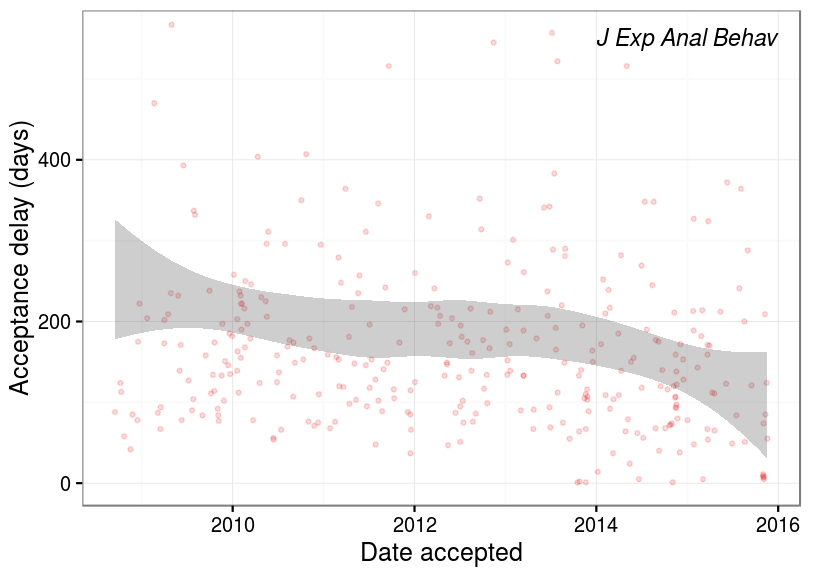 J Exp Anal Behav
Acceptance delay (days)
400
200
0
2010 2012 2014 2016
Date accepted